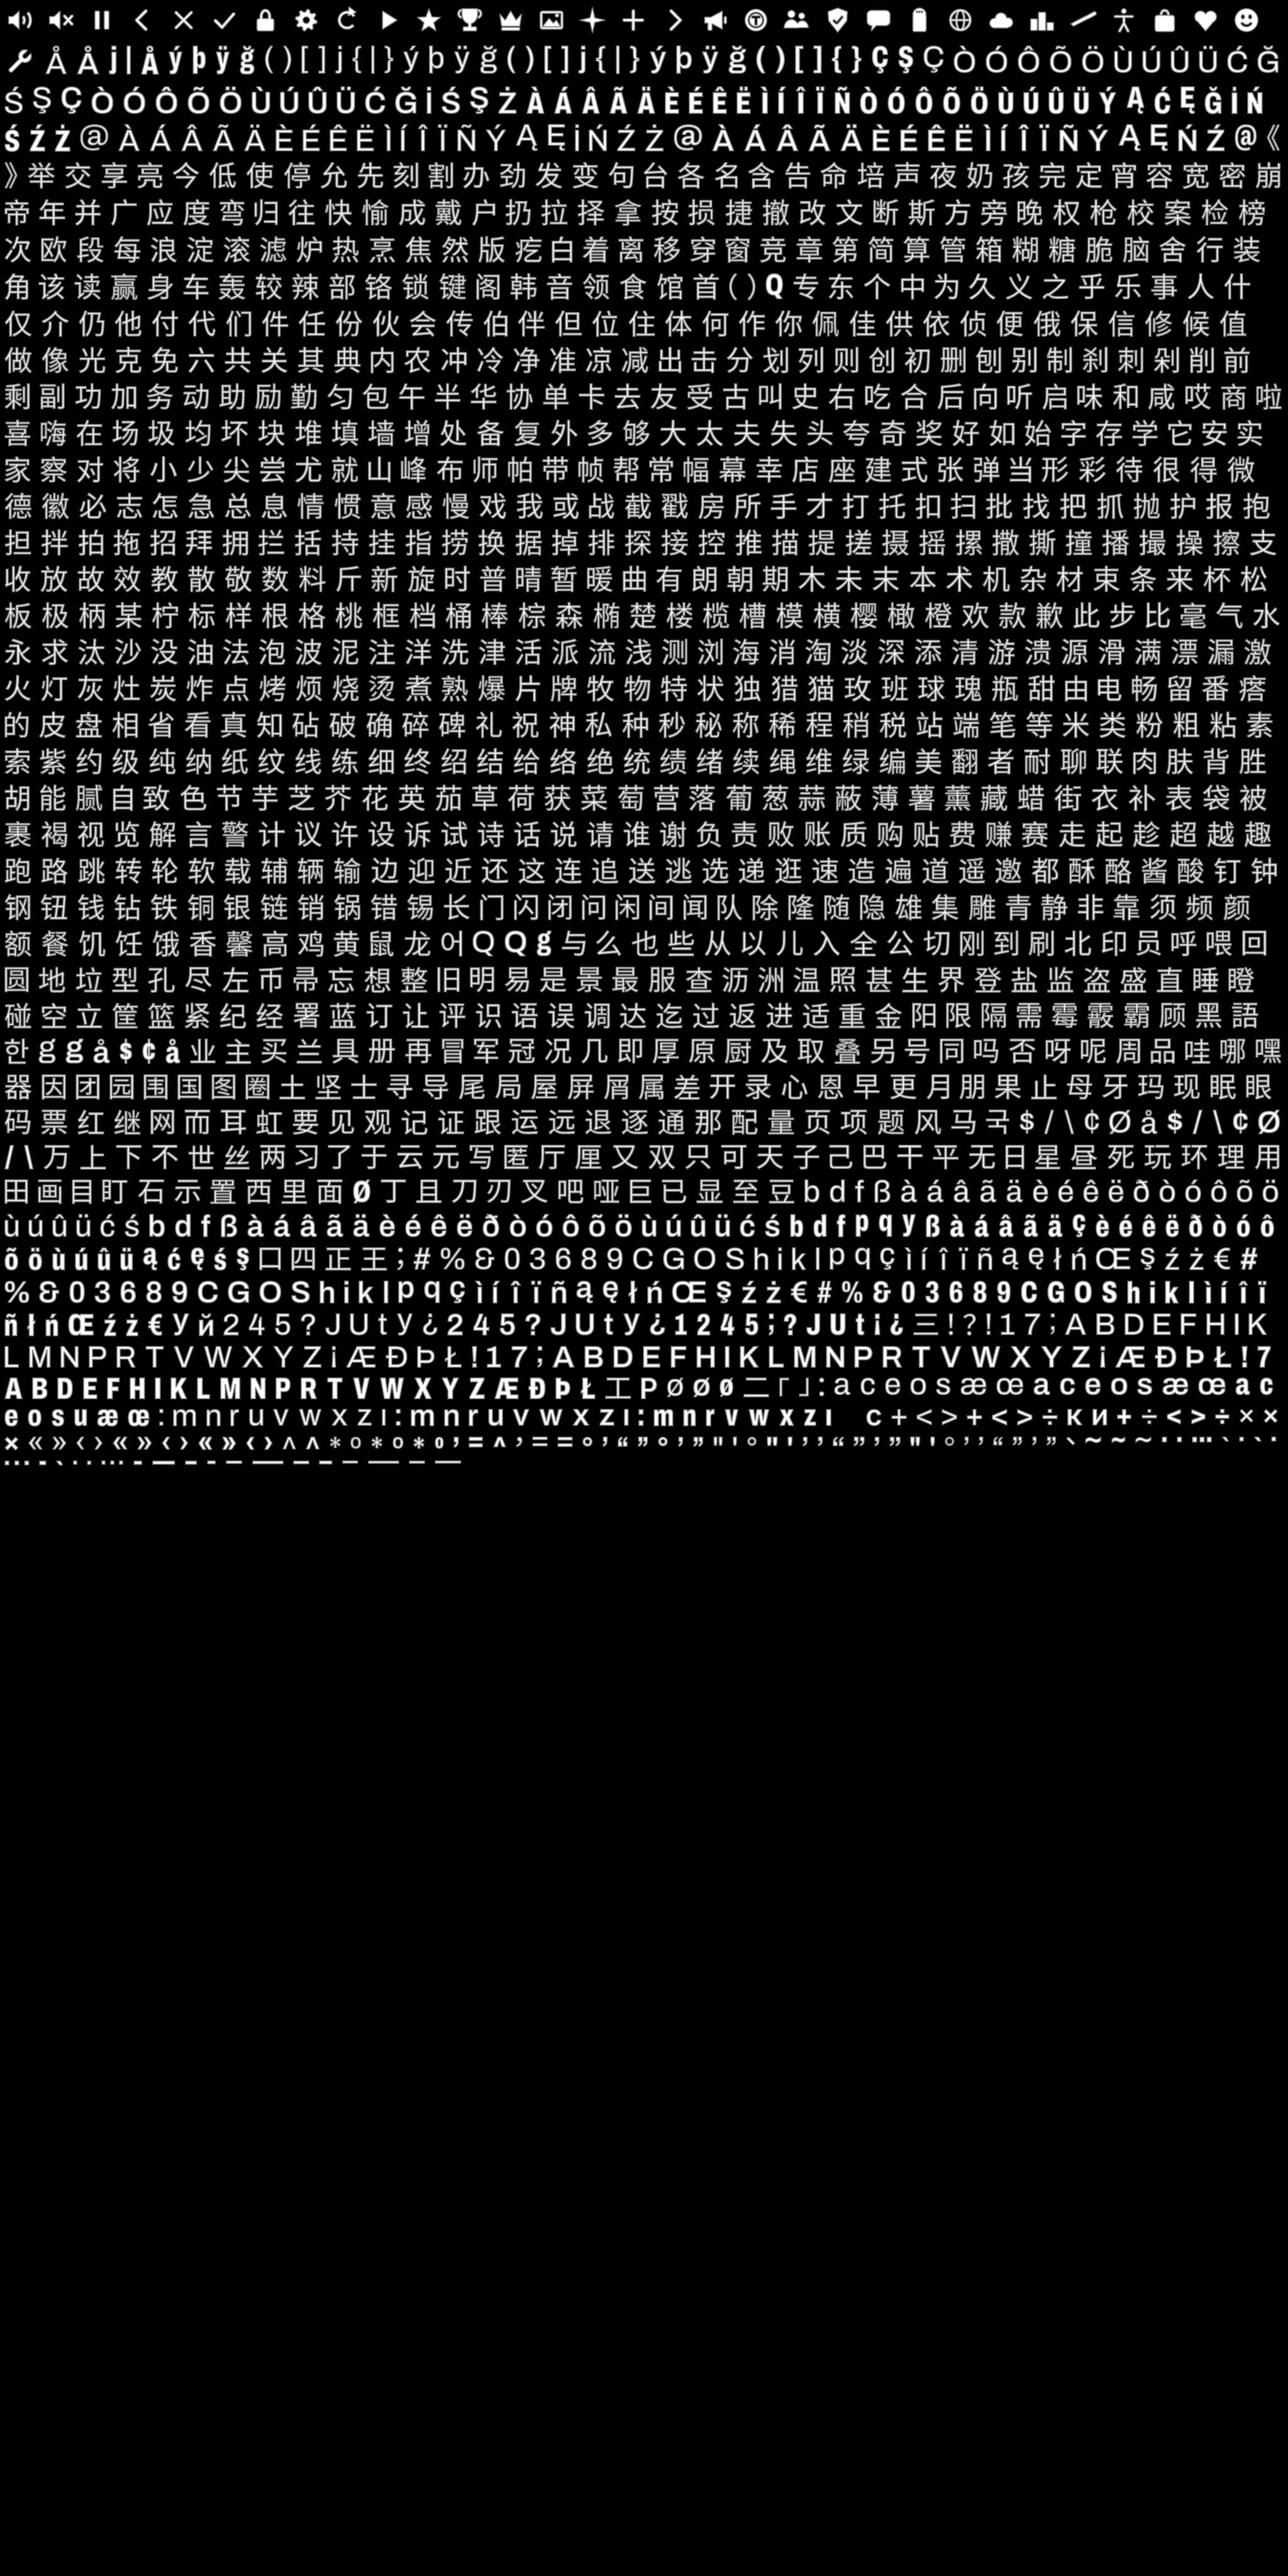 Å Å j | Å ý þ ÿ ğ ( ) [ ] j { | } ý þ ÿ ğ ( ) [ ] j { | } ý þ ÿ ğ ( ) [ ] { } Ç Ş Ç Ò Ó Ô Õ Ö Ù Ú Û Ü Ć Ğ
Ś Ş Ç Ò Ó Ô Õ Ö Ù Ú Û Ü Ć Ğ İ Ś Ş Ż À Á Â Ã Ä È É Ê Ë Ì Í Î Ï Ñ Ò Ó Ô Õ Ö Ù Ú Û Ü Ý Ą Ć Ę Ğ İ Ń
Ś Ź Ż @ À Á Â Ã Ä È É Ê Ë Ì Í Î Ï Ñ Ý Ą Ę İ Ń Ź Ż @ À Á Â Ã Ä È É Ê Ë Ì Í Î Ï Ñ Ý Ą Ę Ń Ź @ 《
》 举 交 享 亮 今 低 使 停 允 先 刻 割 办 劲 发 变 句 台 各 名 含 告 命 培 声 夜 奶 孩 完 定 宵 容 宽 密 崩
帝 年 并 广 应 度 弯 归 往 快 愉 成 戴 户 扔 拉 择 拿 按 损 捷 撤 改 文 断 斯 方 旁 晚 权 枪 校 案 检 榜
次 欧 段 每 浪 淀 滚 滤 炉 热 烹 焦 然 版 疙 白 着 离 移 穿 窗 竞 章 第 简 算 管 箱 糊 糖 脆 脑 舍 行 装
角 该 读 赢 身 车 轰 较 辣 部 铬 锁 键 阁 韩 音 领 食 馆 首 ( ) Q 专 东 个 中 为 久 义 之 乎 乐 事 人 什
仅 介 仍 他 付 代 们 件 任 份 伙 会 传 伯 伴 但 位 住 体 何 作 你 佩 佳 供 依 侦 便 俄 保 信 修 候 值
做 像 光 克 免 六 共 关 其 典 内 农 冲 冷 净 准 凉 减 出 击 分 划 列 则 创 初 删 刨 别 制 刹 刺 剁 削 前
剩 副 功 加 务 动 助 励 勤 匀 包 午 半 华 协 单 卡 去 友 受 古 叫 史 右 吃 合 后 向 听 启 味 和 咸 哎 商 啦
喜 嗨 在 场 圾 均 坏 块 堆 填 墙 增 处 备 复 外 多 够 大 太 夫 失 头 夸 奇 奖 好 如 始 字 存 学 它 安 实
家 察 对 将 小 少 尖 尝 尤 就 山 峰 布 师 帕 带 帧 帮 常 幅 幕 幸 店 座 建 式 张 弹 当 形 彩 待 很 得 微
德 徽 必 志 怎 急 总 息 情 惯 意 感 慢 戏 我 或 战 截 戳 房 所 手 才 打 托 扣 扫 批 找 把 抓 抛 护 报 抱
担 拌 拍 拖 招 拜 拥 拦 括 持 挂 指 捞 换 据 掉 排 探 接 控 推 描 提 搓 摄 摇 摞 撒 撕 撞 播 撮 操 擦 支
收 放 故 效 教 散 敬 数 料 斤 新 旋 时 普 晴 暂 暖 曲 有 朗 朝 期 木 未 末 本 术 机 杂 材 束 条 来 杯 松
板 极 柄 某 柠 标 样 根 格 桃 框 档 桶 棒 棕 森 椭 楚 楼 榄 槽 模 横 樱 橄 橙 欢 款 歉 此 步 比 毫 气 水
永 求 汰 沙 没 油 法 泡 波 泥 注 洋 洗 津 活 派 流 浅 测 浏 海 消 淘 淡 深 添 清 游 溃 源 滑 满 漂 漏 激
火 灯 灰 灶 炭 炸 点 烤 烦 烧 烫 煮 熟 爆 片 牌 牧 物 特 状 独 猎 猫 玫 班 球 瑰 瓶 甜 由 电 畅 留 番 瘩
的 皮 盘 相 省 看 真 知 砧 破 确 碎 碑 礼 祝 神 私 种 秒 秘 称 稀 程 稍 税 站 端 笔 等 米 类 粉 粗 粘 素
索 紫 约 级 纯 纳 纸 纹 线 练 细 终 绍 结 给 络 绝 统 绩 绪 续 绳 维 绿 编 美 翻 者 耐 聊 联 肉 肤 背 胜
胡 能 腻 自 致 色 节 芋 芝 芥 花 英 茄 草 荷 获 菜 萄 营 落 葡 葱 蒜 蔽 薄 薯 薰 藏 蜡 街 衣 补 表 袋 被
裹 褐 视 览 解 言 警 计 议 许 设 诉 试 诗 话 说 请 谁 谢 负 责 败 账 质 购 贴 费 赚 赛 走 起 趁 超 越 趣
跑 路 跳 转 轮 软 载 辅 辆 输 边 迎 近 还 这 连 追 送 逃 选 递 逛 速 造 遍 道 遥 邀 都 酥 酪 酱 酸 钉 钟
钢 钮 钱 钻 铁 铜 银 链 销 锅 错 锡 长 门 闪 闭 问 闲 间 闻 队 除 隆 随 隐 雄 集 雕 青 静 非 靠 须 频 颜
额 餐 饥 饪 饿 香 馨 高 鸡 黄 鼠 龙 어 Q Q g 与 么 也 些 从 以 儿 入 全 公 切 刚 到 刷 北 印 员 呼 喂 回
圆 地 垃 型 孔 尽 左 币 帚 忘 想 整 旧 明 易 是 景 最 服 查 沥 洲 温 照 甚 生 界 登 盐 监 盗 盛 直 睡 瞪
碰 空 立 筐 篮 紧 纪 经 署 蓝 订 让 评 识 语 误 调 达 迄 过 返 进 适 重 金 阳 限 隔 需 霉 霰 霸 顾 黑 語
한 g g å $ ¢ å 业 主 买 兰 具 册 再 冒 军 冠 况 几 即 厚 原 厨 及 取 叠 另 号 同 吗 否 呀 呢 周 品 哇 哪 嘿
器 因 团 园 围 国 图 圈 土 坚 士 寻 导 尾 局 屋 屏 屑 属 差 开 录 心 恩 早 更 月 朋 果 止 母 牙 玛 现 眠 眼
码 票 红 继 网 而 耳 虹 要 见 观 记 证 跟 运 远 退 逐 通 那 配 量 页 项 题 风 马 국 $ / \ ¢ Ø å $ / \ ¢ Ø
/ \ 万 上 下 不 世 丝 两 习 了 于 云 元 写 匿 厅 厘 又 双 只 可 天 子 己 巴 干 平 无 日 星 昼 死 玩 环 理 用
田 画 目 盯 石 示 置 西 里 面 Ø 丁 且 刀 刃 叉 吧 哑 巨 已 显 至 豆 b d f ß à á â ã ä è é ê ë ð ò ó ô õ ö
ù ú û ü ć ś b d f ß à á â ã ä è é ê ë ð ò ó ô õ ö ù ú û ü ć ś b d f p q y ß à á â ã ä ç è é ê ë ð ò ó ô
õ ö ù ú û ü ą ć ę ś ş 口 四 正 王 ; # % & 0 3 6 8 9 C G O S h i k l p q ç ì í î ï ñ ą ę ł ń Œ ş ź ż € #
% & 0 3 6 8 9 C G O S h i k l p q ç ì í î ï ñ ą ę ł ń Œ ş ź ż € # % & 0 3 6 8 9 C G O S h i k l ì í î ï
ñ ł ń Œ ź ż € y й 2 4 5 ? J U t y ¿ 2 4 5 ? J U t y ¿ 1 2 4 5 ; ? J U t ¡ ¿ 三 ! ? ! 1 7 ; A B D E F H I K
L M N P R T V W X Y Z ¡ Æ Đ Þ Ł ! 1 7 ; A B D E F H I K L M N P R T V W X Y Z ¡ Æ Đ Þ Ł ! 7
A B D E F H I K L M N P R T V W X Y Z Æ Đ Þ Ł 工 Р ø ø ø 二 「 」 : a c e o s æ œ a c e o s æ œ a c
e o s u æ œ : m n r u v w x z ı : m n r u v w x z ı : m n r v w x z ı с + < > + < > ÷ к и + ÷ < > ÷ × ×
× « » ‹ › « » ‹ › « » ‹ › ^ ^ * o * o * o , = ^ , = = ° , “ ” ° , ” " ' ° " ' , , “ ” , ” " ' ° , , “ ” , ” 、 ~ ~ ~